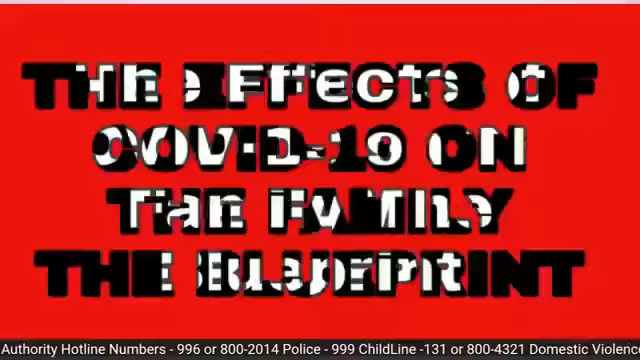 THE EFFECTS OF
COVID-19 ON
THE FAMILY
THE BLUEPRINT
Authority Hotline Numbers - 996 or 800-2014 Police - 999 ChildLine -131 or 800-4321 Domestic Violenc